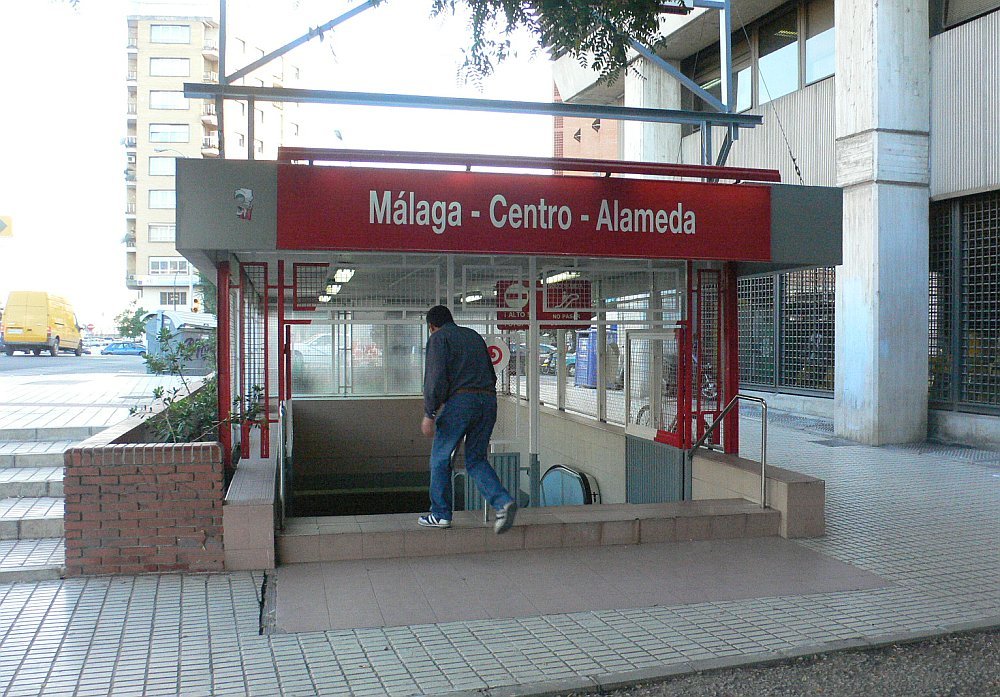 Málaga - Centro - Alameda
¡ ALTO !
NO PASAR